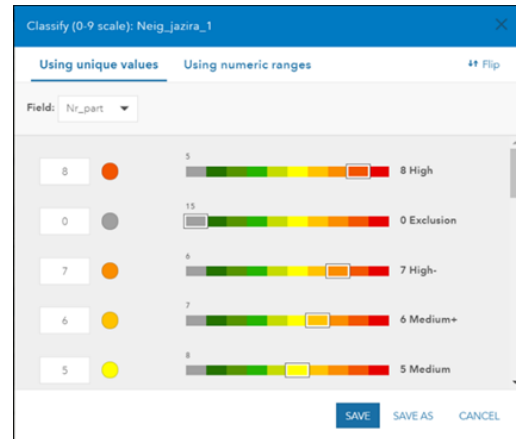 Classify (0-9 scale): Neig_jazira_1
Using unique values Using numeric ranges Flip
Field: Nr_part
5
8 8 High
15
0 0 Exclusion
6
7 7 High-
7
6 6 Medium+
8
5 5 Medium
SAVE SAVE AS CANCEL